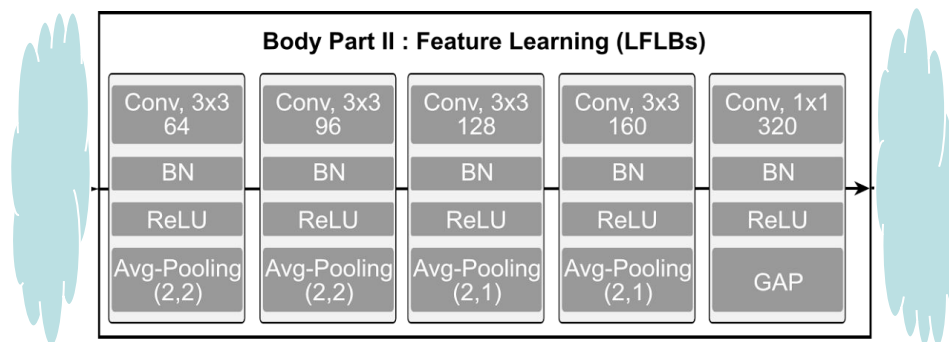 Body Part II : Feature Learning (LFLBs)
Conv, 3x3
64
BN
ReLU
Avg-Pooling
(2,2)
Conv, 3x3
96
BN
ReLU
Avg-Pooling
(2,2)
Conv, 3x3
128
BN
ReLU
Avg-Pooling
(2,1)
Conv, 3x3
160
BN
ReLU
Avg-Pooling
(2,1)
Conv, 1x1
320
BN
ReLU
GAP